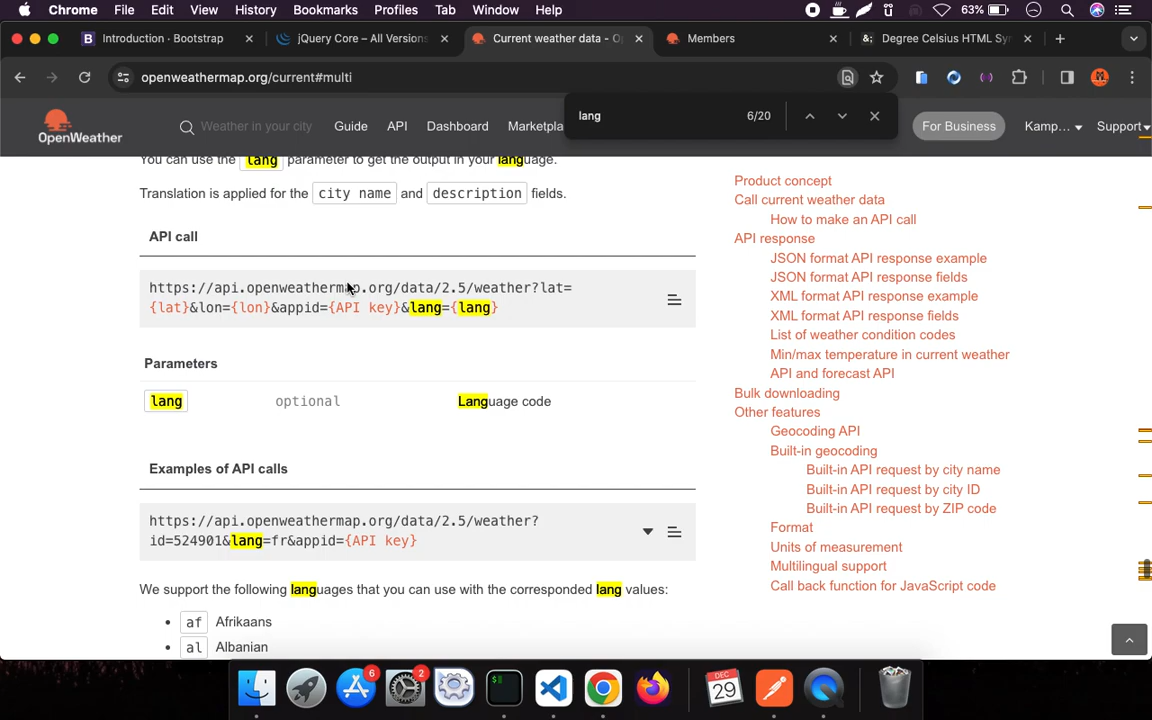 Chrome File Edit View History Bookmarks Profiles Tab Window Help 63%
Introduction · Bootstrap
jQuery Core – All Versions
Current weather data - O
Members
Degree Celsius HTML Sy
openweathermap.org/current#multi
lang 6/20
OpenWeather
Weather in your city
Guide API Dashboard Marketpla
For Business Kamp... Support
You can use the lang parameter to get the output in your language.
Translation is applied for the city name and description fields.
API call
https://api.openweathermap.org/data/2.5/weather?lat=
{lat}&lon={lon}&appid={API key}&lang={lang}
Parameters
lang optional Language code
Examples of API calls
https://api.openweathermap.org/data/2.5/weather?
id=524901&lang=fr&appid={API key}
We support the following languages that you can use with the corresponded lang values:
• af Afrikaans
• al Albanian
Product concept
Call current weather data
How to make an API call
API response
JSON format API response example
JSON format API response fields
XML format API response example
XML format API response fields
List of weather condition codes
Min/max temperature in current weather
API and forecast API
Bulk downloading
Other features
Geocoding API
Built-in geocoding
Built-in API request by city name
Built-in API request by city ID
Built-in API request by ZIP code
Format
Units of measurement
Multilingual support
Call back function for JavaScript code
6
2
DEC
29